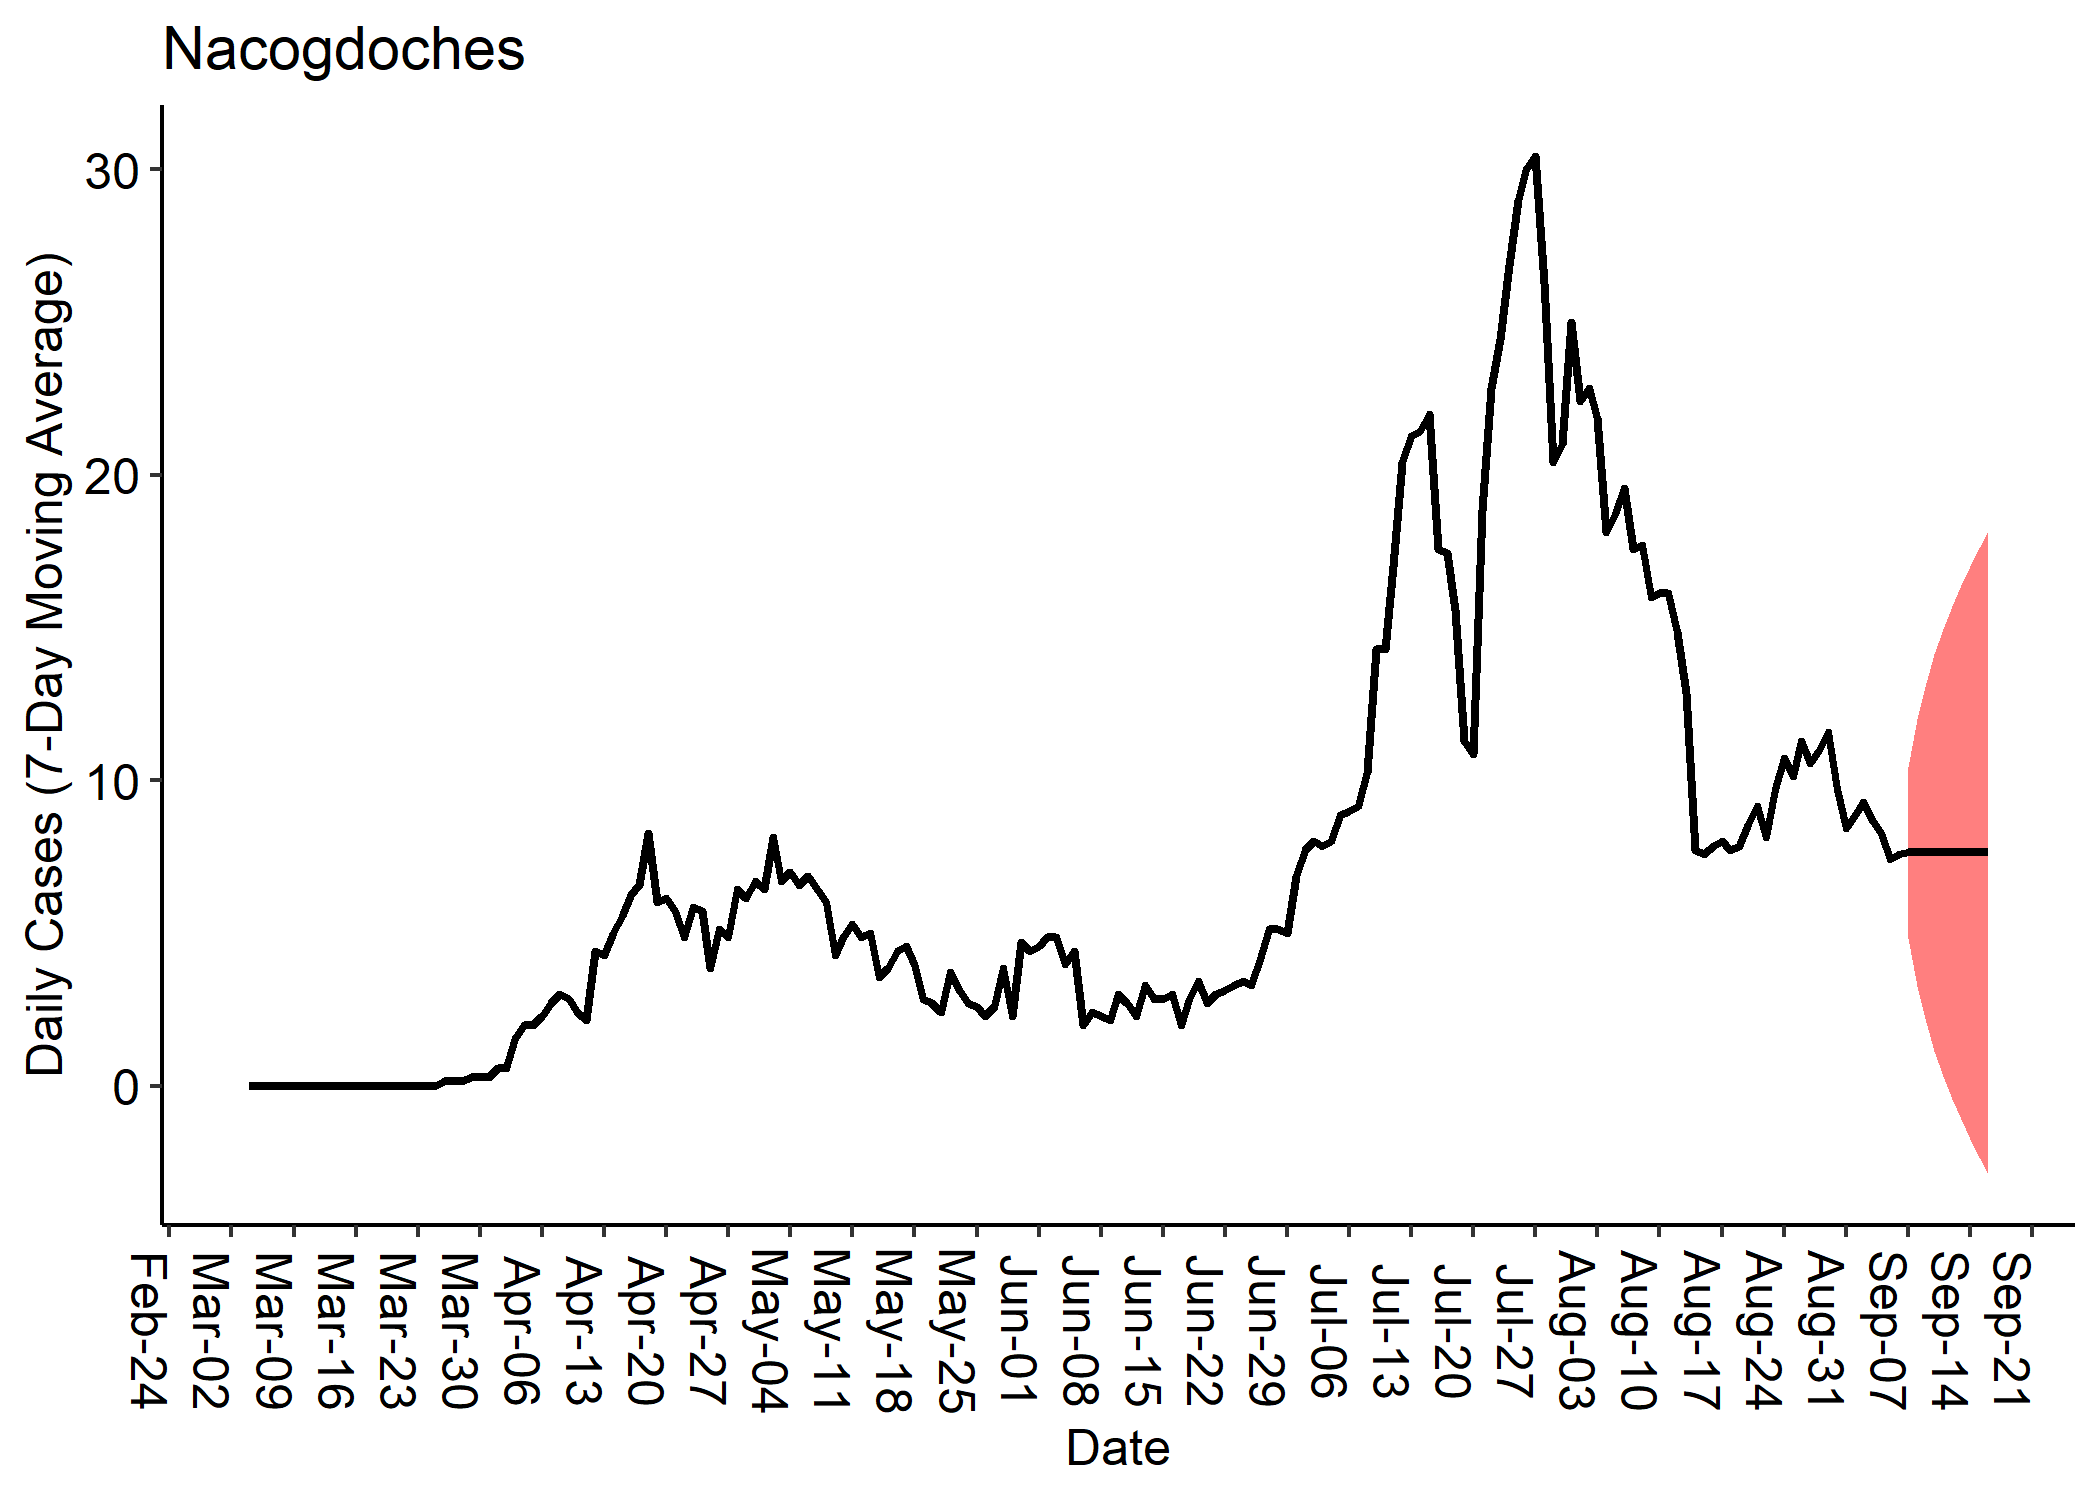 Nacogdoches
Daily Cases (7-Day Moving Average)
30
20
10
0
Feb-24
Mar-02
Mar-09
Mar-16
Mar-23
Mar-30
Apr-06
Apr-13
Apr-20
Apr-27
May-04
May-11
May-18
May-25
Jun-01
Jun-08
Jun-15
Jun-22
Jun-29
Jul-06
Jul-13
Jul-20
Jul-27
Aug-03
Aug-10
Aug-17
Aug-24
Aug-31
Sep-07
Sep-14
Sep-21
Date